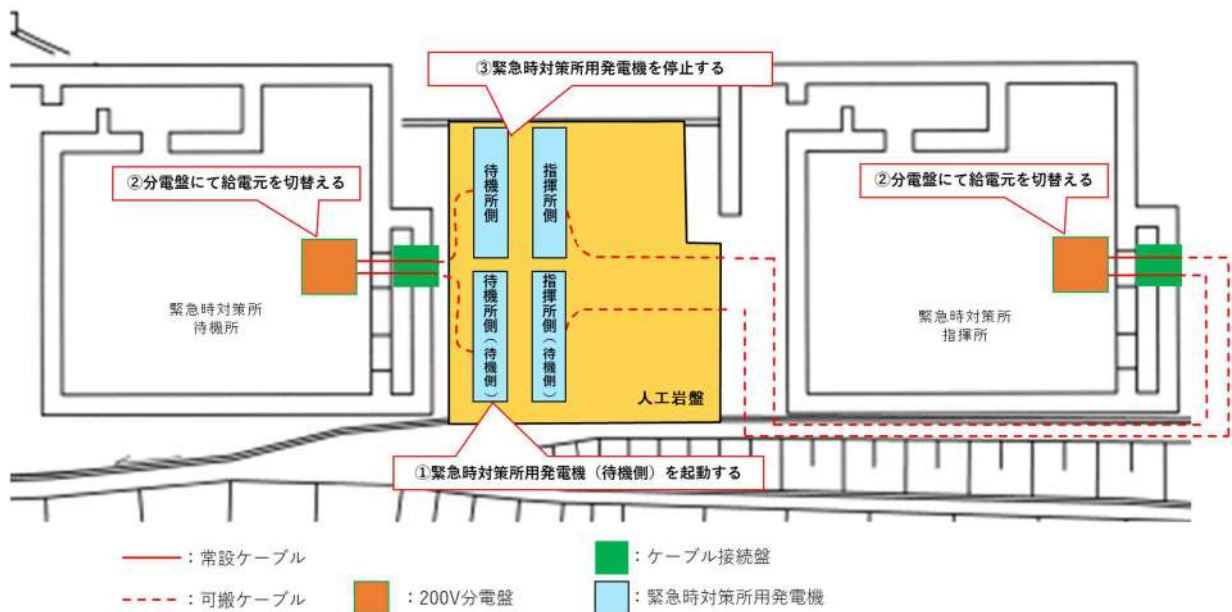 ③緊急時対策所用発電機を停止する
②分電盤にて給電元を切替える
待機所側
指揮所側
②分電盤にて給電元を切替える
緊急時対策所
待機所
待機所側（待機側）
指揮所側（待機側）
緊急時対策所
指揮所
人工岩盤
①緊急時対策所用発電機（待機側）を起動する
：常設ケーブル
：ケーブル接続盤
：可搬ケーブル
：200V分電盤
：緊急時対策所用発電機